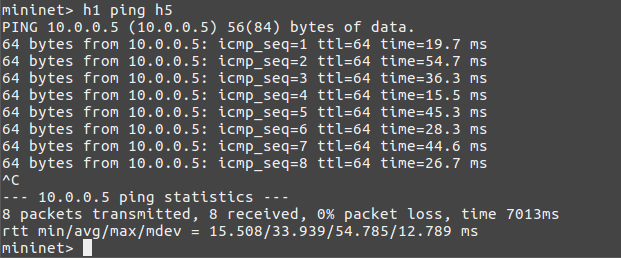 mininet> h1 ping h5
PING 10.0.0.5 (10.0.0.5) 56(84) bytes of data.
64 bytes from 10.0.0.5: icmp_seq=1 ttl=64 time=19.7 ms
64 bytes from 10.0.0.5: icmp_seq=2 ttl=64 time=54.7 ms
64 bytes from 10.0.0.5: icmp_seq=3 ttl=64 time=36.3 ms
64 bytes from 10.0.0.5: icmp_seq=4 ttl=64 time=15.5 ms
64 bytes from 10.0.0.5: icmp_seq=5 ttl=64 time=45.3 ms
64 bytes from 10.0.0.5: icmp_seq=6 ttl=64 time=28.3 ms
64 bytes from 10.0.0.5: icmp_seq=7 ttl=64 time=44.6 ms
64 bytes from 10.0.0.5: icmp_seq=8 ttl=64 time=26.7 ms
^C
--- 10.0.0.5 ping statistics ---
8 packets transmitted, 8 received, 0% packet loss, time 7013ms
rtt min/avg/max/mdev = 15.508/33.939/54.785/12.789 ms
mininet>